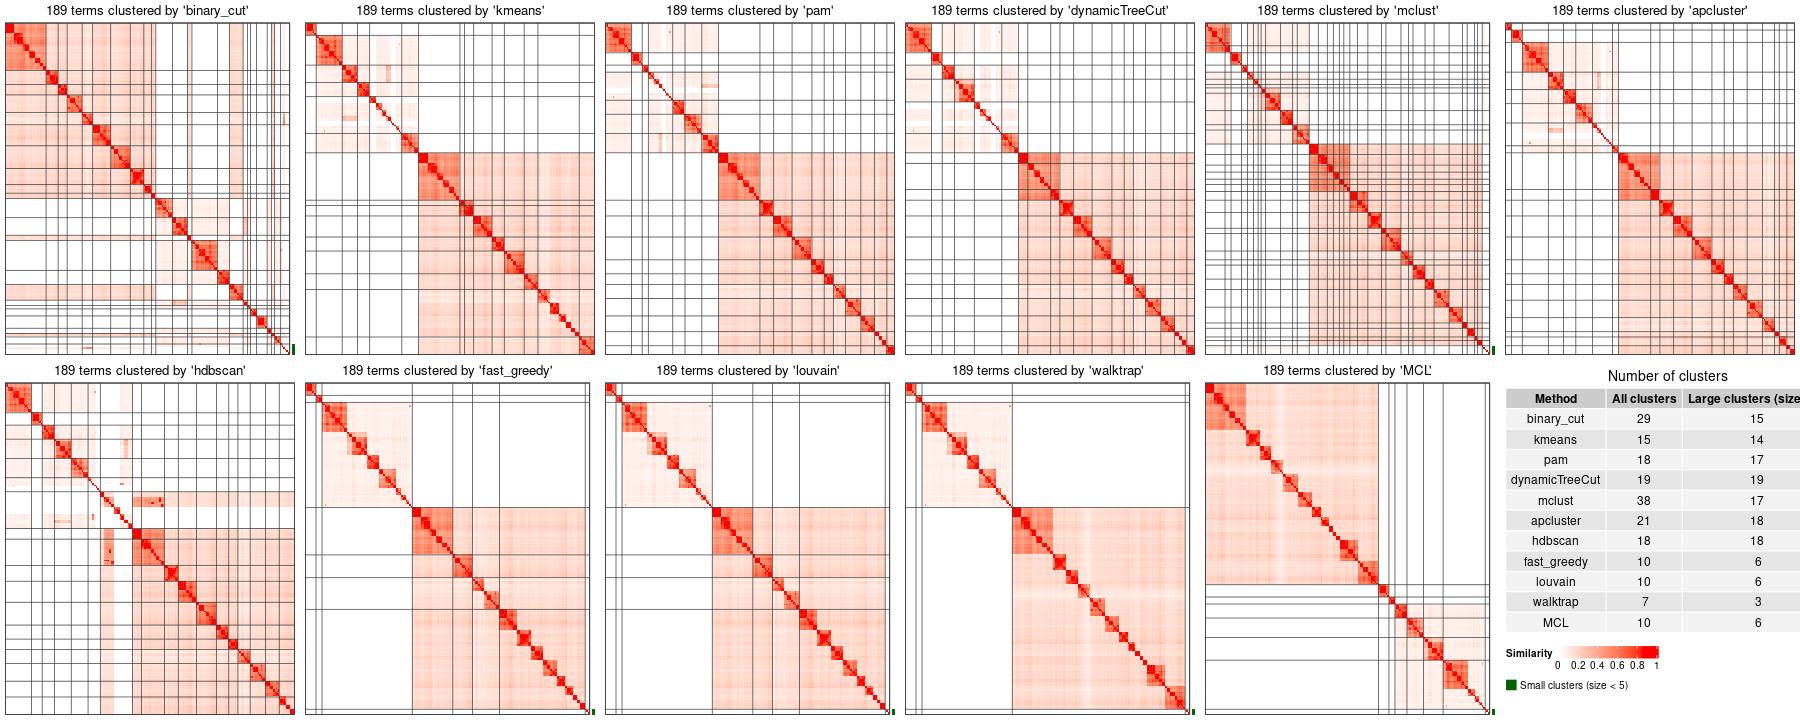 189 terms clustered by 'binary_cut'
189 terms clustered by 'kmeans'
189 terms clustered by 'pam'
189 terms clustered by 'dynamicTreeCut'
189 terms clustered by 'mclust'
189 terms clustered by 'apcluster'
189 terms clustered by 'hdbscan'
189 terms clustered by 'fast_greedy'
189 terms clustered by 'louvain'
189 terms clustered by 'walktrap'
189 terms clustered by 'MCL'
Number of clusters
Method All clusters Large clusters (size
binary_cut 29 15
kmeans 15 14
pam 18 17
dynamicTreeCut 19 19
mclust 38 17
apcluster 21 18
hdbscan 18 18
fast_greedy 10 6
louvain 10 6
walktrap 7 3
MCL 10 6
Similarity
0 0.2 0.4 0.6 0.8 1
Small clusters (size < 5)